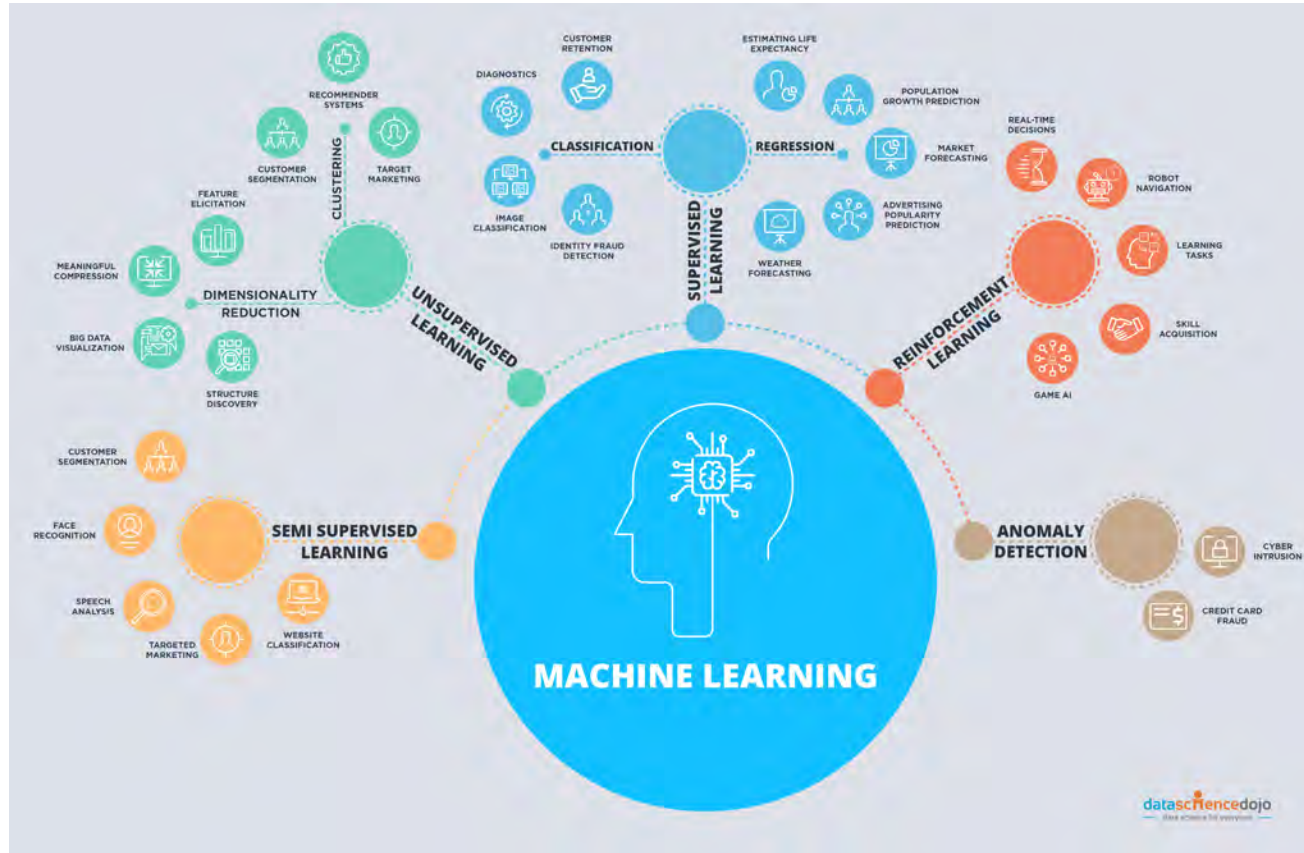 RECOMMENDER
SYSTEMS
CUSTOMER
SEGMENTATION
TARGET
MARKETING
CLUSTERING
FEATURE
ELICITATION
MEANINGFUL
COMPRESSION
DIMENSIONALITY
REDUCTION
BIG DATA
VISUALIZATION
STRUCTURE
DISCOVERY
UNSUPERVISED
LEARNING
CUSTOMER
RETENTION
DIAGNOSTICS
CLASSIFICATION
IMAGE
CLASSIFICATION
IDENTITY FRAUD
DETECTION
ESTIMATING LIFE
EXPECTANCY
POPULATION
GROWTH PREDICTION
REGRESSION
MARKET
FORECASTING
ADVERTISING
POPULARITY
PREDICTION
WEATHER
FORECASTING
SUPERVISED
LEARNING
REAL-TIME
DECISIONS
ROBOT
NAVIGATION
LEARNING
TASKS
SKILL
ACQUISITION
GAME AI
REINFORCEMENT
LEARNING
CUSTOMER
SEGMENTATION
FACE
RECOGNITION
SPEECH
ANALYSIS
TARGETED
MARKETING
WEBSITE
CLASSIFICATION
SEMI SUPERVISED
LEARNING
ANOMALY
DETECTION
CYBER
INTRUSION
CREDIT CARD
FRAUD
MACHINE LEARNING
datasciencedojo
data science for everyone